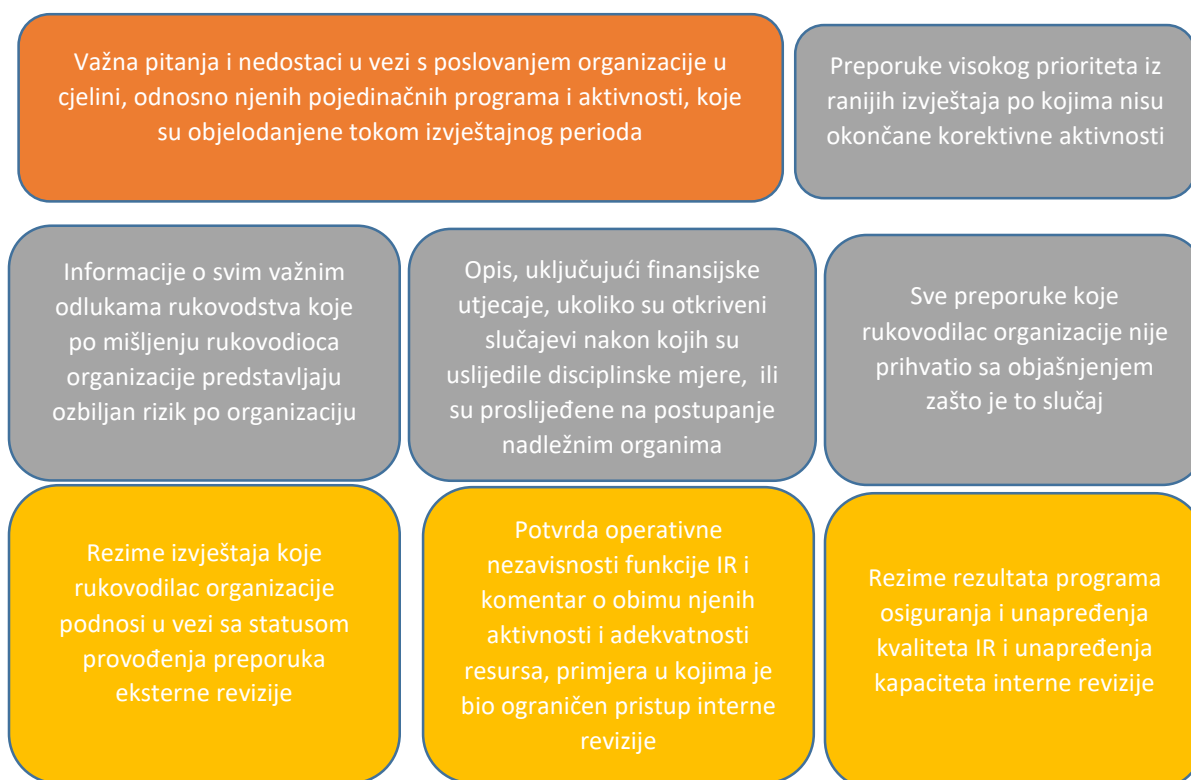 Važna pitanja i nedostaci u vezi s poslovanjem organizacije u
cjelini, odnosno njenih pojedinačnih programa i aktivnosti, koje
su objelodanjene tokom izvještajnog perioda
Preporuke visokog prioriteta iz
ranijih izvještaja po kojima nisu
okončane korektivne aktivnosti
Informacije o svim važnim
odlukama rukovodstva koje
po mišljenju rukovodioca
organizacije predstavljaju
ozbiljan rizik po organizaciju
Opis, uključujući finansijske
utjecaje, ukoliko su otkriveni
slučajevi nakon kojih su
uslijedile disciplinske mjere, ili
su proslijeđene na postupanje
nadležnim organima
Sve preporuke koje
rukovodilac organizacije nije
prihvatio sa objašnjenjem
zašto je to slučaj
Rezime izvještaja koje
rukovodilac organizacije
podnosi u vezi sa statusom
provođenja preporuka
eksterne revizije
Potvrda operativne
nezavisnosti funkcije IR i
komentar o obimu njenih
aktivnosti i adekvatnosti
resursa, primjera u kojima je
bio ograničen pristup interne
revizije
Rezime rezultata programa
osiguranja i unapređenja
kvaliteta IR i unapređenja
kapaciteta interne revizije